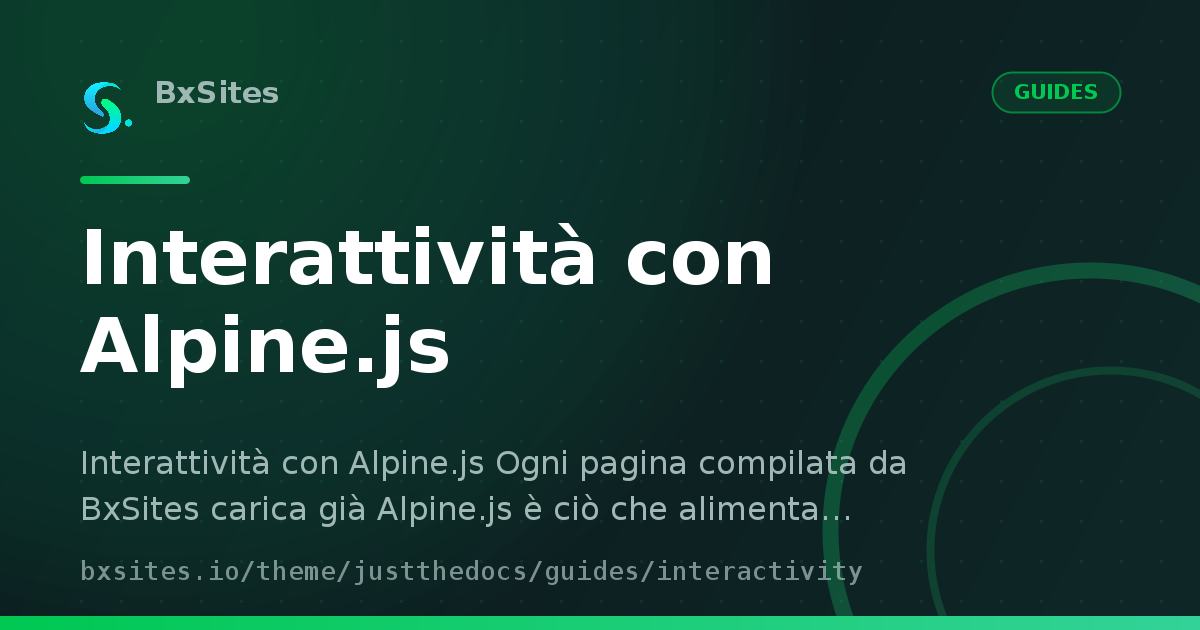 BxSites
GUIDES
Interattività con
Alpine.js
Interattività con Alpine.js Ogni pagina compilata da
BxSites carica già Alpine.js è ciò che alimenta...
bxsites.io/theme/justthedocs/guides/interactivity